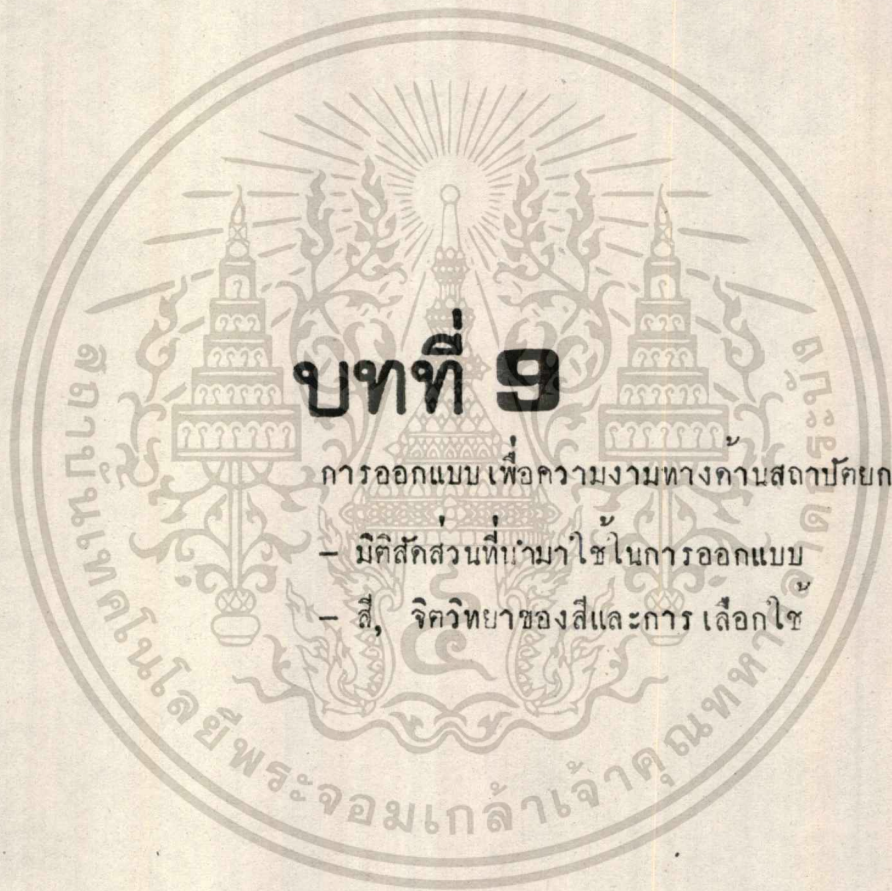 บทที่ 9
การออกแบบเพื่อความงามทางด้านสถาปัตยก
- มิติสัดส่วนที่นำมาใช้ในการออกแบบ
- สี, จิตวิทยาของสีและการเลือกใช้
สถาบันเทคโนโลยีพระจอมเกล้าเจ้าคุณทหารลาดกระบัง